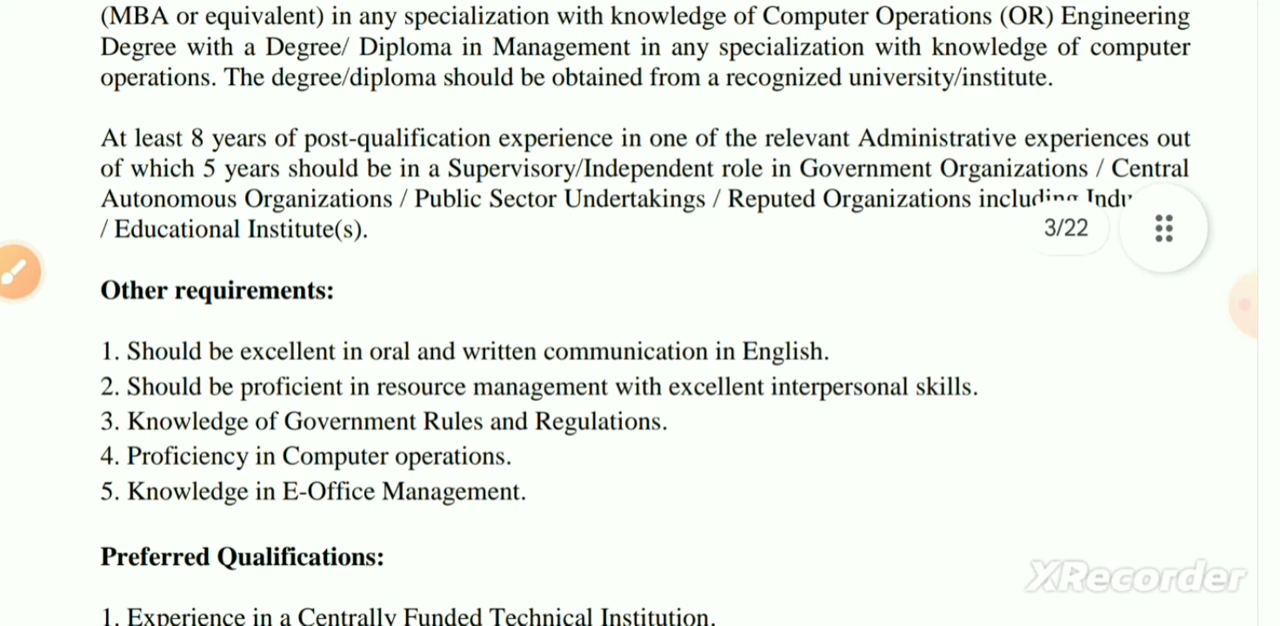 (MBA or equivalent) in any specialization with knowledge of Computer Operations (OR) Engineering
Degree with a Degree/ Diploma in Management in any specialization with knowledge of computer
operations. The degree/diploma should be obtained from a recognized university/institute.
At least 8 years of post-qualification experience in one of the relevant Administrative experiences out
of which 5 years should be in a Supervisory/Independent role in Government Organizations / Central
Autonomous Organizations / Public Sector Undertakings / Reputed Organizations including
/ Educational Institute(s).
3/22
Other requirements:
1. Should be excellent in oral and written communication in English.
2. Should be proficient in resource management with excellent interpersonal skills.
3. Knowledge of Government Rules and Regulations.
4. Proficiency in Computer operations.
5. Knowledge in E-Office Management.
Preferred Qualifications:
XRecorder
1. Experience in a Centrally Funded Technical Institution.